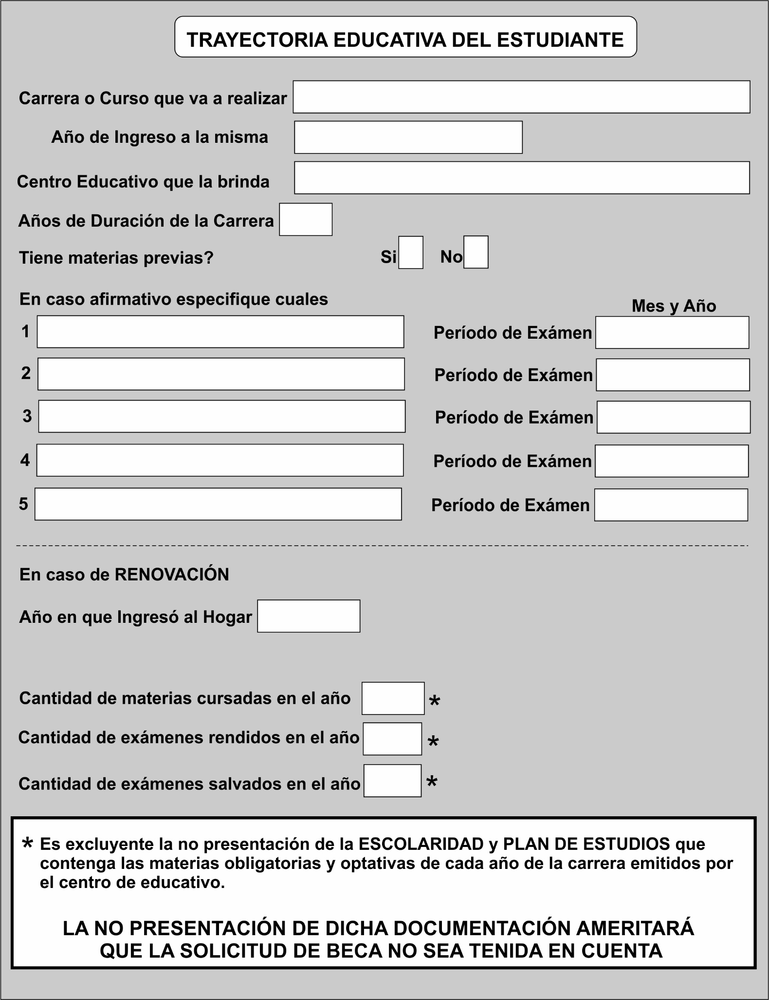 TRAYECTORIA EDUCATIVA DEL ESTUDIANTE
Carrera o Curso que va a realizar
Año de Ingreso a la misma
Centro Educativo que la brinda
Años de Duración de la Carrera
Tiene materias previas? Si No
En caso afirmativo especifique cuales
Mes y Año
1 Período de Exámen
2 Período de Exámen
3 Período de Exámen
4 Período de Exámen
5 Período de Exámen
En caso de RENOVACIÓN
Año en que Ingresó al Hogar
Cantidad de materias cursadas en el año *
Cantidad de exámenes rendidos en el año *
Cantidad de exámenes salvados en el año *
* Es excluyente la no presentación de la ESCOLARIDAD y PLAN DE ESTUDIOS que
contenga las materias obligatorias y optativas de cada año de la carrera emitidos por
el centro de educativo.
LA NO PRESENTACIÓN DE DICHA DOCUMENTACIÓN AMERITARÁ
QUE LA SOLICITUD DE BECA NO SEA TENIDA EN CUENTA